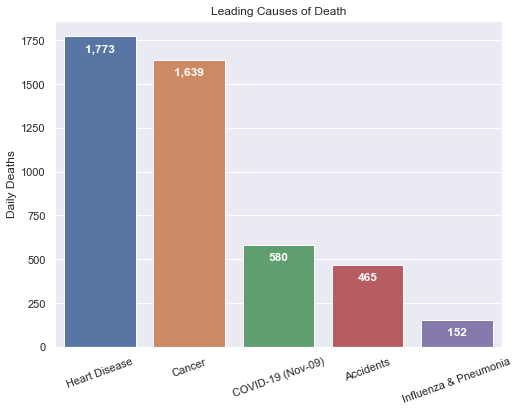 Leading Causes of Death
Daily Deaths
1750
1500
1250
1000
750
500
250
0
1,773
1,639
580
465
152
Heart Disease
Cancer
COVID-19 (Nov-09)
Accidents
Influenza & Pneumonia